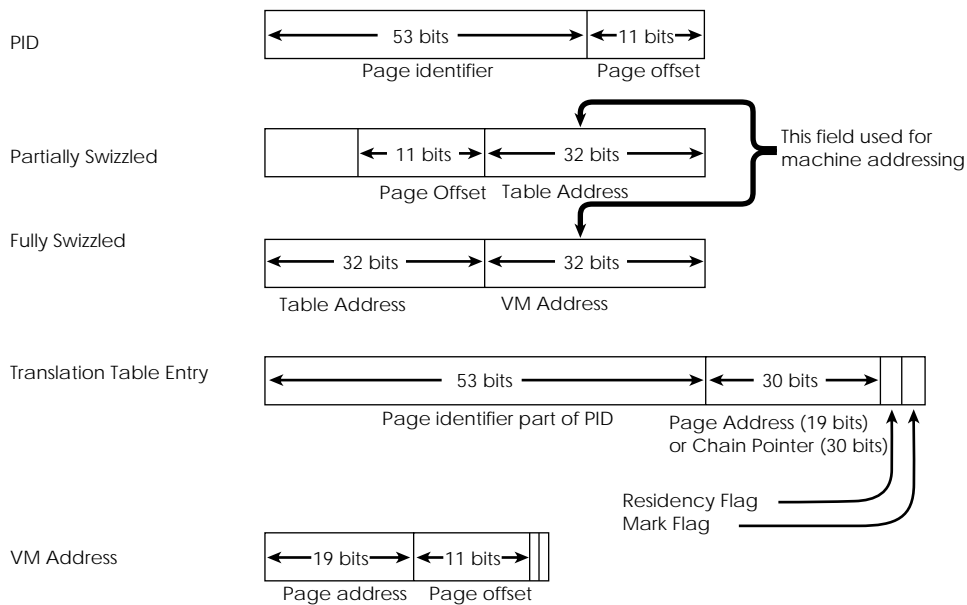 PID
53 bits
11 bits
Page identifier
Page offset
Partially Swizzled
11 bits
32 bits
Page Offset
Table Address
This field used for
machine addressing
Fully Swizzled
32 bits
32 bits
Table Address
VM Address
Translation Table Entry
53 bits
30 bits
Page identifier part of PID
Page Address (19 bits)
or Chain Pointer (30 bits)
Residency Flag
Mark Flag
VM Address
19 bits
11 bits
Page address
Page offset